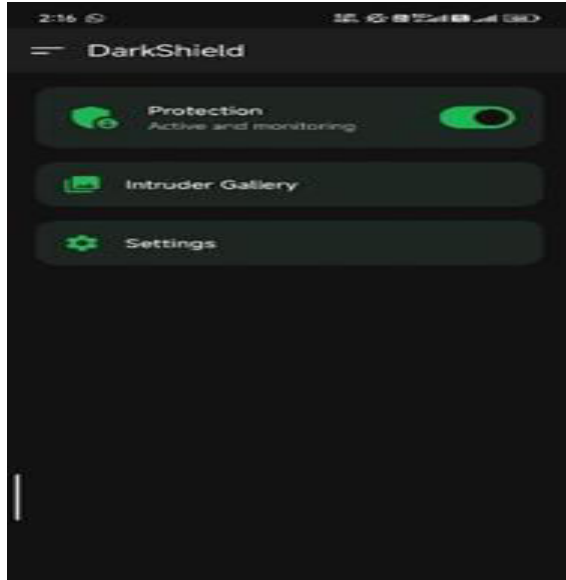 2:16
DarkShield
Protection
Active and monitoring
Intruder Gallery
Settings